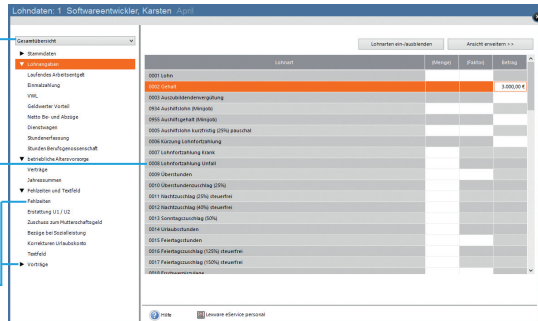 Lohndaten: 1 Softwareentwickler, Karsten April
Gesamtübersicht
Lohnarten ein-/ausblenden
Ansicht erweitern >>
Stammdaten
Lohnangaben
Laufendes Arbeitsentgelt
Einmalzahlung
VWL
Geldwerter Vorteil
Netto Be- und Abzüge
Dienstwagen
Stundenerfassung
Stunden Berufsgenossenschaft
betriebliche Altersvorsorge
Verträge
Jahressummen
Fehlzeiten und Textfeld
Fehlzeiten
Erstattung U1 / U2
Zuschuss zum Mutterschaftsgeld
Bezüge bei Sozialleistung
Korrekturen Urlaubskonto
Textfeld
Vorträge
Lohnart (Menge) (Faktor) Betrag
0001 Lohn
0002 Gehalt 3.000,00 €
0003 Auszubildendenvergütung
0934 Aushilfslohn (Minijob)
0935 Aushilfsgehalt (Minijob)
0005 Aushilfslohn kurzfristig (25%) pauschal
0006 Kürzung Lohnfortzahlung
0007 Lohnfortzahlung Krank
0008 Lohnfortzahlung Unfall
0009 Überstunden
0010 Überstundenzuschlag (25%)
0011 Nachtzuschlag (25%) steuerfrei
0012 Nachtzuschlag (40%) steuerfrei
0013 Sonntagszuschlag (50%)
0014 Urlaubsstunden
0015 Feiertagsstunden
0016 Feiertagszuschlag (125%) steuerfrei
0017 Feiertagszuschlag (150%) steuerfrei
0018 Erschwerniszulage
Hilfe
Lexware eService personal